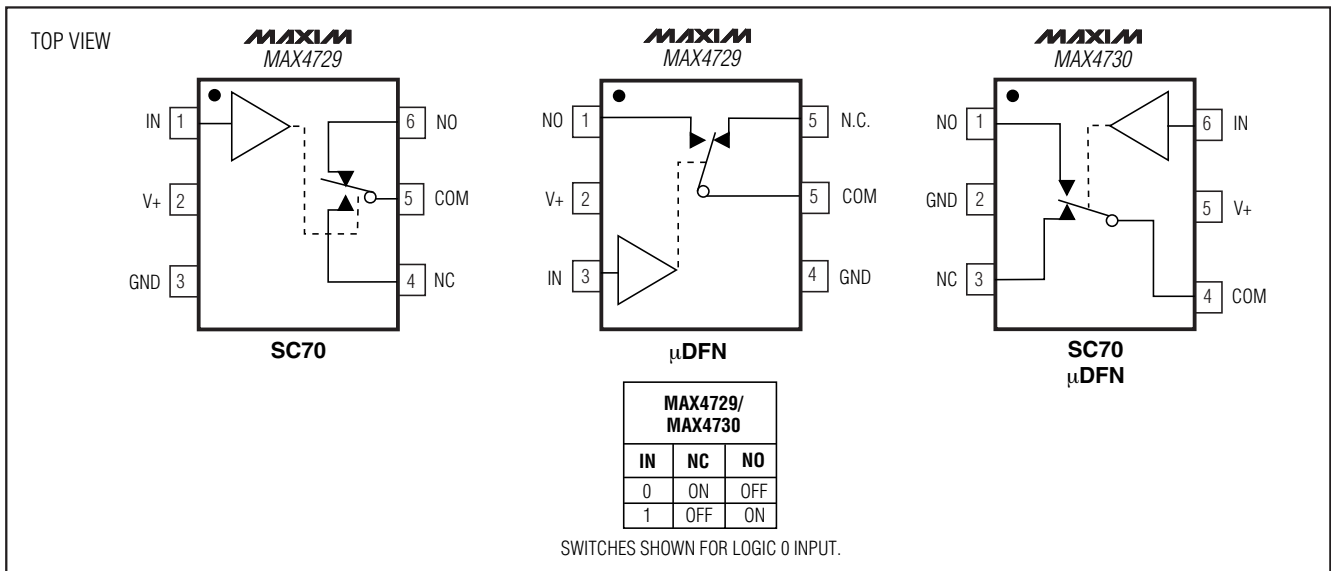 TOP VIEW
MAXIM
MAX4729
IN 1
V+ 2
GND 3
6 NO
5 COM
4 NC
SC70
MAXIM
MAX4729
NO 1
V+ 2
IN 3
5 N.C.
5 COM
4 GND
µDFN
MAXIM
MAX4730
NO 1
GND 2
NC 3
6 IN
5 V+
4 COM
SC70
µDFN
MAX4729/
MAX4730
IN NC NO
0 ON OFF
1 OFF ON
SWITCHES SHOWN FOR LOGIC 0 INPUT.